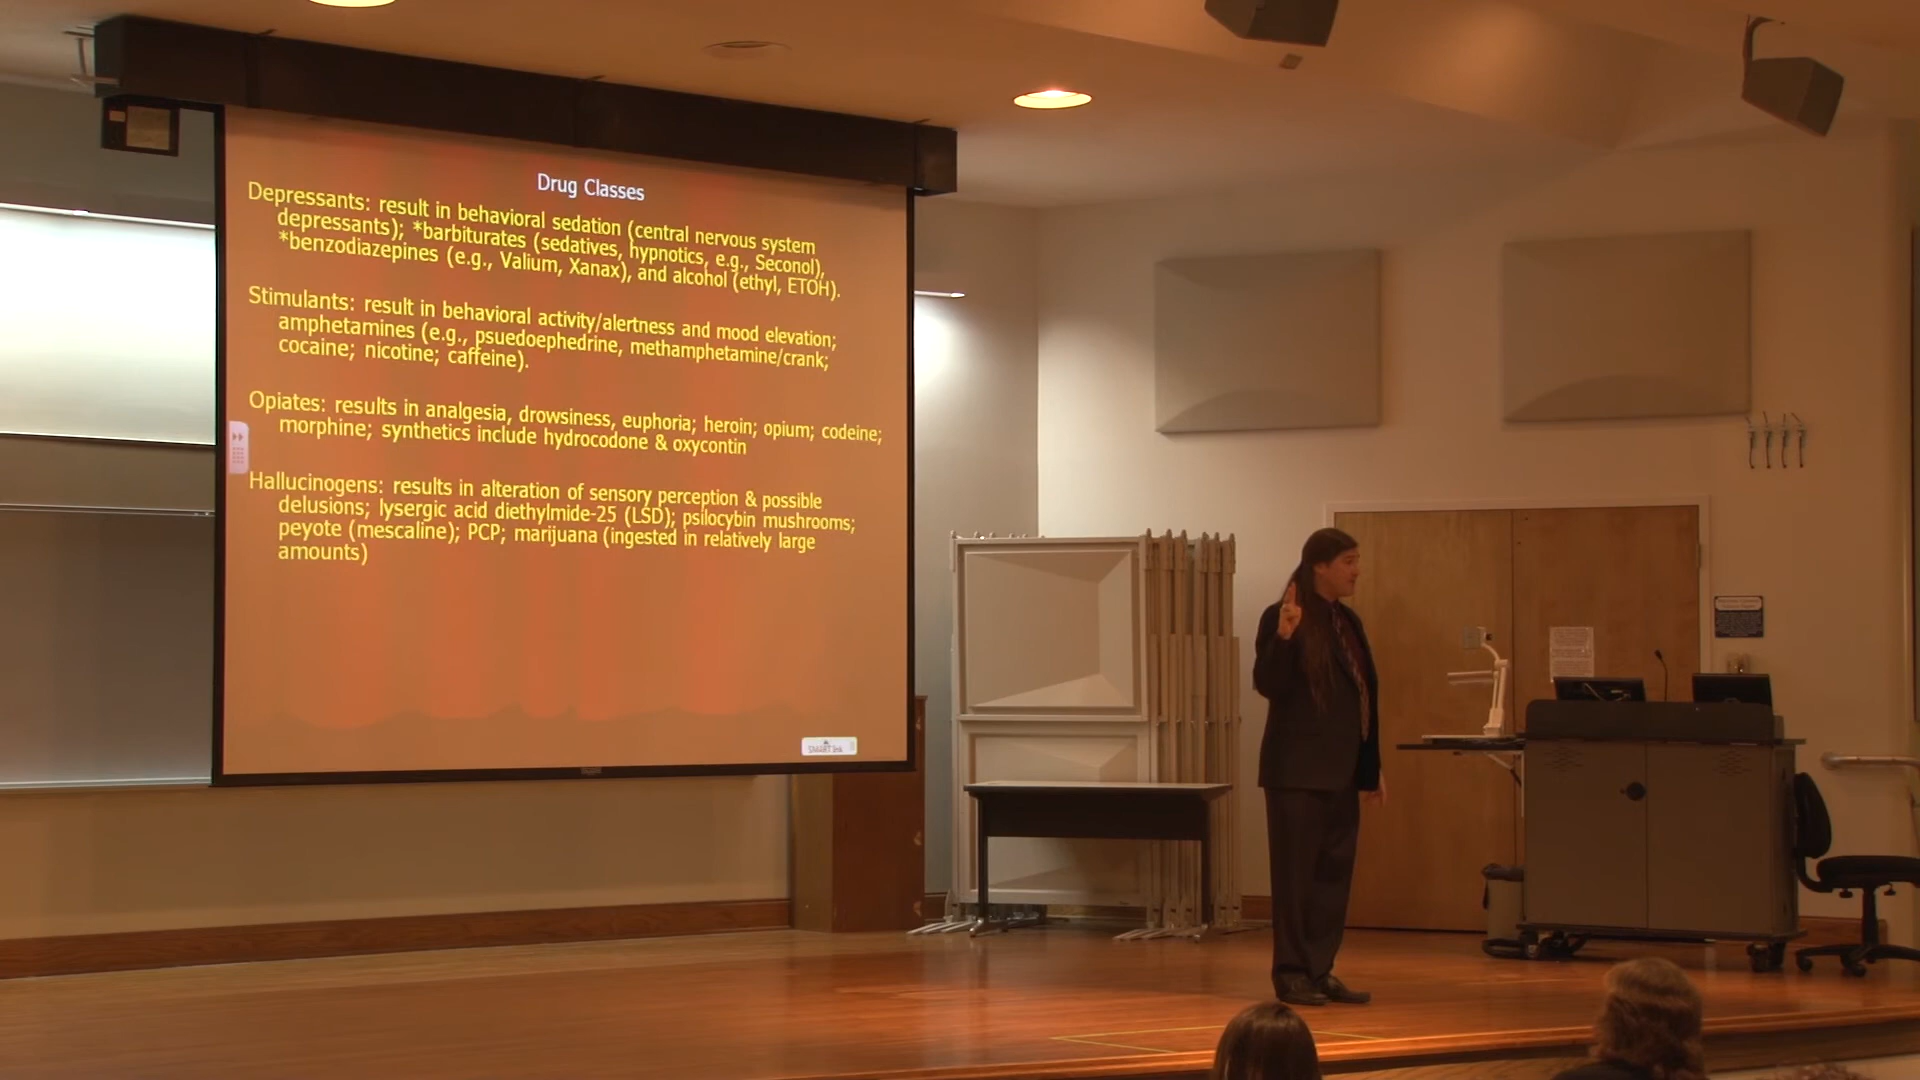 Drug Classes
Depressants: result in behavioral sedation (central nervous system
depressants); *barbiturates (sedatives, hypnotics, e.g., Seconol),
*benzodiazepines (e.g., Valium, Xanax), and alcohol (ethyl, ETOH).
Stimulants: result in behavioral activity/alertness and mood elevation;
amphetamines (e.g., psuedoephedrine, methamphetamine/crank;
cocaine; nicotine; caffeine).
Opiates: results in analgesia, drowsiness, euphoria; heroin; opium; codeine;
morphine; synthetics include hydrocodone & oxycontin
Hallucinogens: results in alteration of sensory perception & possible
delusions; lysergic acid diethylmide-25 (LSD); psilocybin mushrooms;
peyote (mescaline); PCP; marijuana (ingested in relatively large
amounts)
SMART Ink